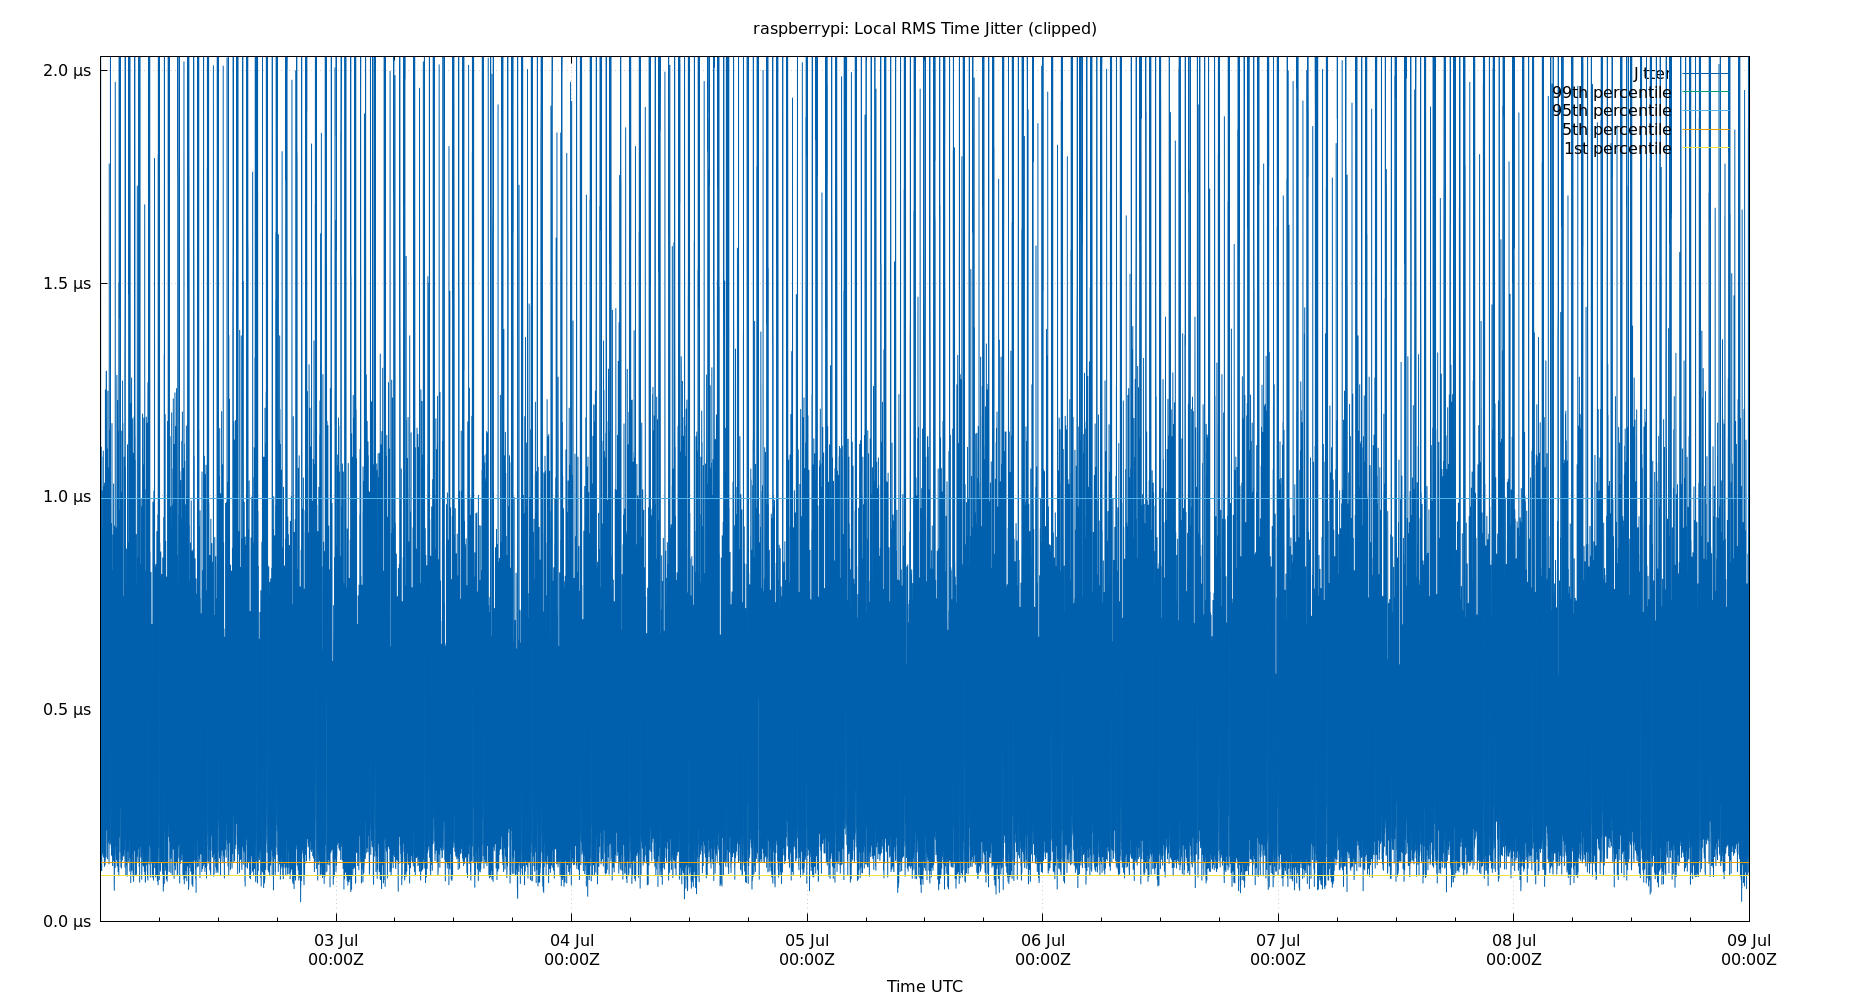 raspberrypi: Local RMS Time Jitter (clipped)
2.0 µs
1.5 µs
1.0 µs
0.5 µs
0.0 µs
Jitter
99th percentile
95th percentile
5th percentile
1st percentile
03 Jul
00:00Z
04 Jul
00:00Z
05 Jul
00:00Z
06 Jul
00:00Z
07 Jul
00:00Z
08 Jul
00:00Z
09 Jul
00:00Z
Time UTC